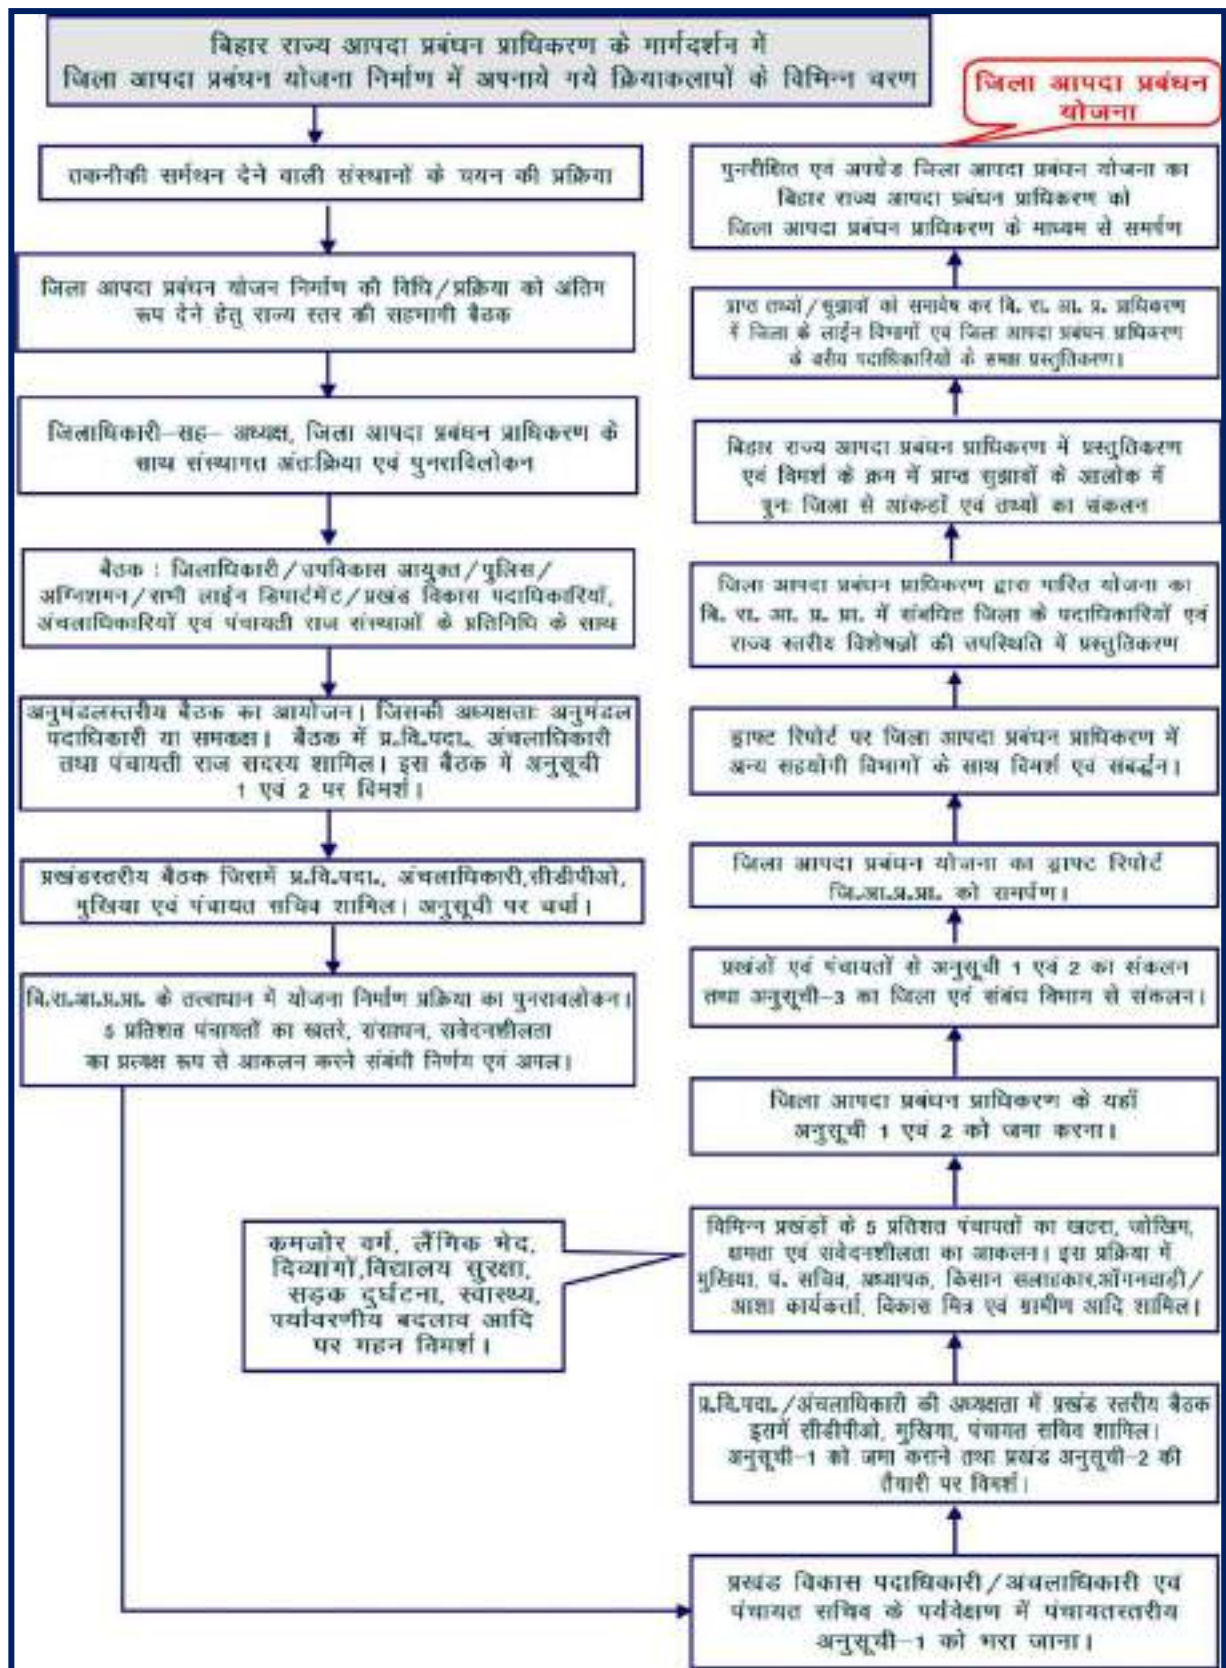 बिहार राज्य आपदा प्रबंधन प्राधिकरण के मार्गदर्शन में
जिला आपदा प्रबंधन योजना निर्माण में अपनाये गये क्रियाकलापों के विभिन्न चरण
तकनीकी सर्मथन देने वाली संस्थानों के चयन की प्रक्रिया
जिला आपदा प्रबंधन योजन निर्माण की विधि/प्रक्रिया को अंतिम
रूप देने हेतु राज्य स्तर की सहभागी बैठक
जिलाधिकारी-सह- अध्यक्ष, जिला आपदा प्रबंधन प्राधिकरण के
साथ संस्थागत अंतःक्रिया एवं पुनराविलोकन
बैठक : जिलाधिकारी/उपविकास आयुक्त/पुलिस/
अग्निशमन/सभी लाईन डिपार्टमेंट/प्रखंड विकास पदाधिकारियों,
अंचलाधिकारियों एवं पंचायती राज संस्थाओं के प्रतिनिधि के साथ
अनुमंडलस्तरीय बैठक का आयोजन। जिसकी अध्यक्षताः अनुमंडल
पदाधिकारी या समकक्ष। बैठक में प्र.वि.पदा., अंचलाधिकारी
तथा पंचायती राज सदस्य शामिल। इस बैठक में अनुसूची
1 एवं 2 पर विमर्श।
प्रखंडस्तरीय बैठक जिसमें प्र.वि.पदा., अंचलाधिकारी,सीडीपीओ,
मुखिया एवं पंचायत सचिव शामिल। अनुसूची पर चर्चा।
बि.रा.आ.प्र.प्रा. के तत्वाधान में योजना निर्माण प्रक्रिया का पुनरावलोकन।
5 प्रतिशत पंचायतों का खतरे, संसाधन, संवेदनशीलता
का प्रत्यक्ष रूप से आकलन करने संबंधी निर्णय एवं अमल।
कमजोर वर्ग, लैंगिक भेद,
दिव्यांगों,विद्यालय सुरक्षा,
सड़क दुर्घटना, स्वास्थ्य,
पर्यावरणीय बदलाव आदि
पर गहन विमर्श।
प्रखंड विकास पदाधिकारी/अंचलाधिकारी एवं
पंचायत सचिव के पर्यवेक्षण में पंचायतस्तरीय
अनुसूची-1 को भरा जाना।
प्र.वि.पदा./अंचलाधिकारी की अध्यक्षता में प्रखंड स्तरीय बैठक
इसमें सीडीपीओ, मुखिया, पंचायत सचिव शामिल।
अनुसूची-1 को जमा कराने तथा प्रखंड अनुसूची-2 की
तैयारी पर विमर्श।
विभिन्न प्रखंडों के 5 प्रतिशत पंचायतों का खतरा, जोखिम,
क्षमता एवं संवेदनशीलता का आकलन। इस प्रक्रिया में
मुखिया, पं. सचिव, अध्यापक, किसान सलाहकार,आँगनवाड़ी/
आशा कार्यकर्ता, विकास मित्र एवं ग्रामीण आदि शामिल।
जिला आपदा प्रबंघन प्राधिकरण के यहाँ
अनुसूची 1 एवं 2 को जमा करना।
प्रखंडों एवं पंचायतों से अनुसूची 1 एवं 2 का संकलन
तथा अनुसूची-3 का जिला एवं संबंध विभाग से संकलन।
जिला आपदा प्रबंघन योजना का ड्राफ्ट रिपोर्ट
जि.आ.प्र.प्रा. को समर्पण।
ड्राफ्ट रिपोर्ट पर जिला आपदा प्रबंघन प्राधिकरण में
अन्य सहयोगी विभागों के साथ विमर्श एवं संबर्द्धन।
जिला आपदा प्रबंघन प्राधिकरण द्वारा पारित योजना का
बि. रा. आ. प्र. प्रा. में संबंधित जिला के पदाधिकारियों एवं
राज्य स्तरीय विशेषज्ञों की उपस्थिति में प्रस्तुतिकरण
बिहार राज्य आपदा प्रबंघन प्राधिकरण में प्रस्तुतिकरण
एवं विमर्श के क्रम में प्राप्त सुझावों के आलोक में
पुनः जिला से आंकड़ों एवं तथ्यों का संकलन
प्राप्त तथ्यों/सुझावों को समावेष कर बि. रा. आ. प्र. प्राधिकरण
में जिला के लाईन विभागों एवं जिला आपदा प्रबंघन प्राधिकरण
के वरीय पदाधिकारियों के समक्ष प्रस्तुतिकरण।
पुनरीक्षित एवं अपग्रेड जिला आपदा प्रबंघन योजना का
बिहार राज्य आपदा प्रबंघन प्राधिकरण को
जिला आपदा प्रबंघन प्राधिकरण के माध्यम से समर्पण
जिला आपदा प्रबंघन
योजना